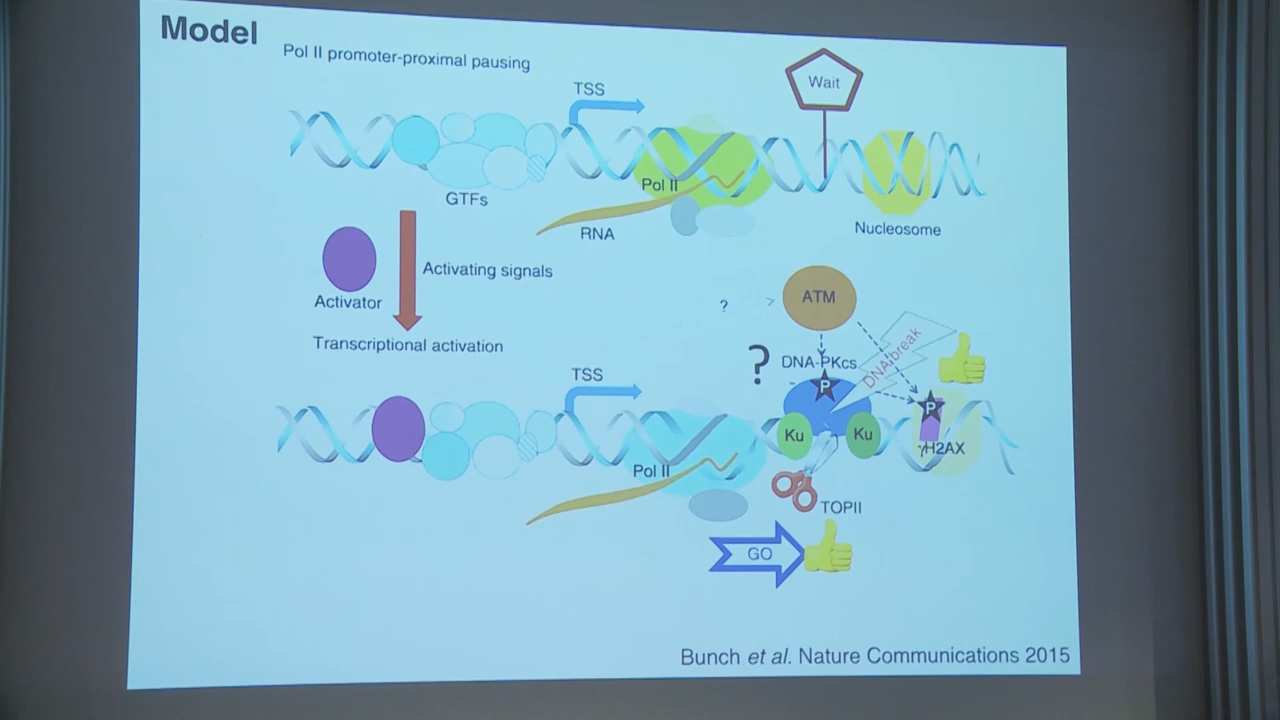 Model
Pol II promoter-proximal pausing
TSS
Wait
Pol II
GTFs
RNA
Nucleosome
Activating signals
Activator
Transcriptional activation
ATM
?
?
DNA-PKcs
DNA break
P
TSS
P
Ku
Ku
γH2AX
Pol II
TOPII
GO
Bunch et al. Nature Communications 2015